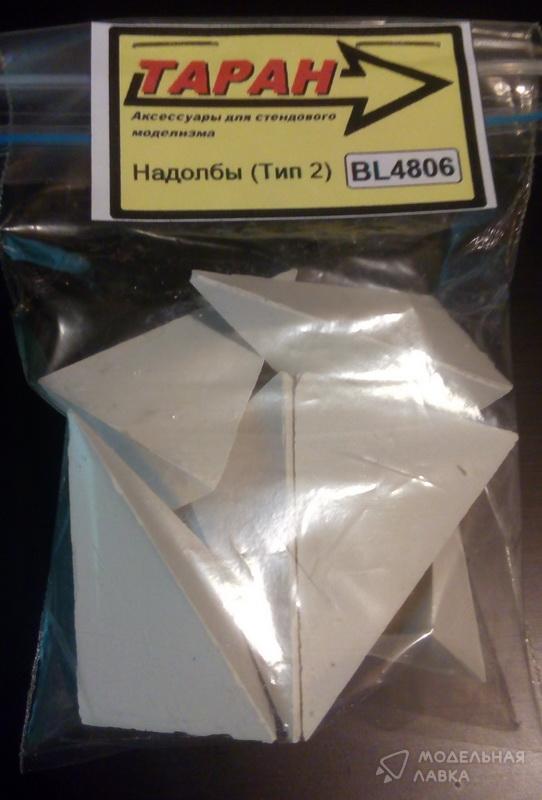 ТАРАН
Аксессуары для стендового
моделизма
Надолбы (Тип 2) BL4806
МОДЕЛЬНАЯ
ЛАВКА